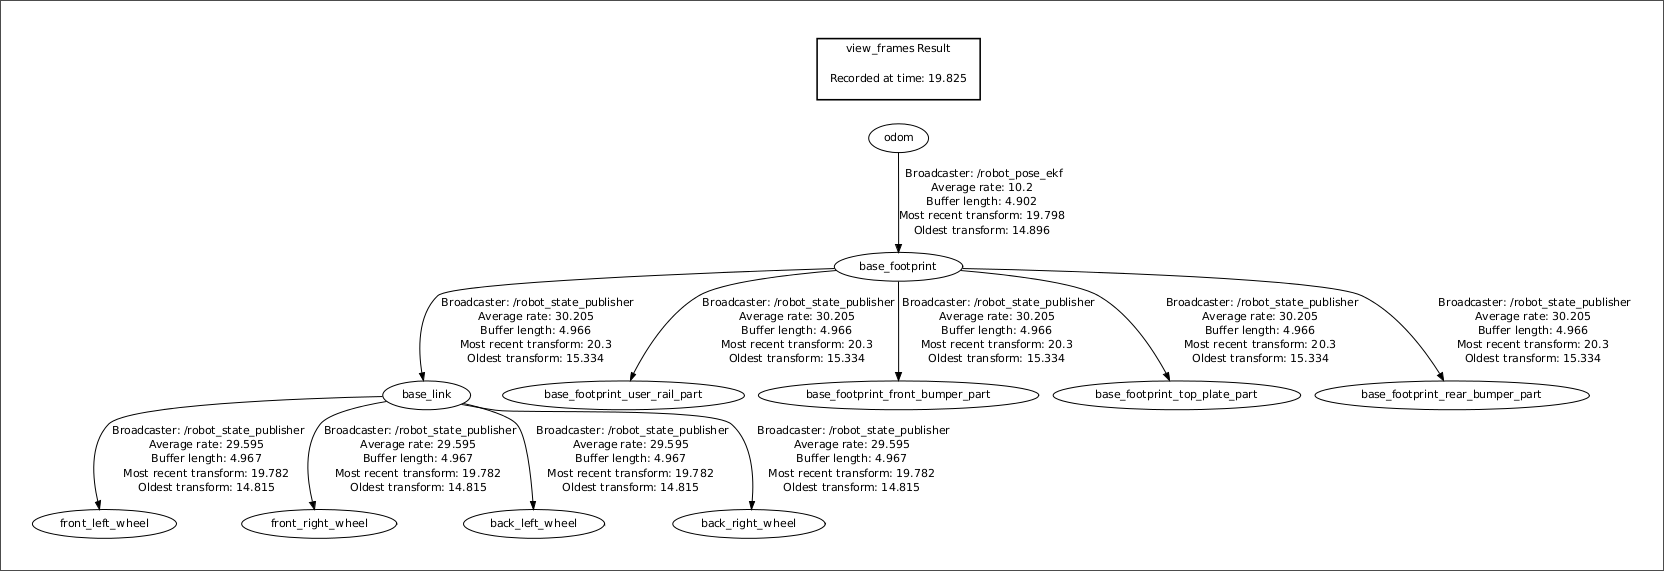 view_frames Result
Recorded at time: 19.825
odom
Broadcaster: /robot_pose_ekf
Average rate: 10.2
Buffer length: 4.902
Most recent transform: 19.798
Oldest transform: 14.896
base_footprint
Broadcaster: /robot_state_publisher
Average rate: 30.205
Buffer length: 4.966
Most recent transform: 20.3
Oldest transform: 15.334
Broadcaster: /robot_state_publisher
Average rate: 30.205
Buffer length: 4.966
Most recent transform: 20.3
Oldest transform: 15.334
Broadcaster: /robot_state_publisher
Average rate: 30.205
Buffer length: 4.966
Most recent transform: 20.3
Oldest transform: 15.334
Broadcaster: /robot_state_publisher
Average rate: 30.205
Buffer length: 4.966
Most recent transform: 20.3
Oldest transform: 15.334
Broadcaster: /robot_state_publisher
Average rate: 30.205
Buffer length: 4.966
Most recent transform: 20.3
Oldest transform: 15.334
base_link
base_footprint_user_rail_part
base_footprint_front_bumper_part
base_footprint_top_plate_part
base_footprint_rear_bumper_part
Broadcaster: /robot_state_publisher
Average rate: 29.595
Buffer length: 4.967
Most recent transform: 19.782
Oldest transform: 14.815
Broadcaster: /robot_state_publisher
Average rate: 29.595
Buffer length: 4.967
Most recent transform: 19.782
Oldest transform: 14.815
Broadcaster: /robot_state_publisher
Average rate: 29.595
Buffer length: 4.967
Most recent transform: 19.782
Oldest transform: 14.815
Broadcaster: /robot_state_publisher
Average rate: 29.595
Buffer length: 4.967
Most recent transform: 19.782
Oldest transform: 14.815
front_left_wheel
front_right_wheel
back_left_wheel
back_right_wheel